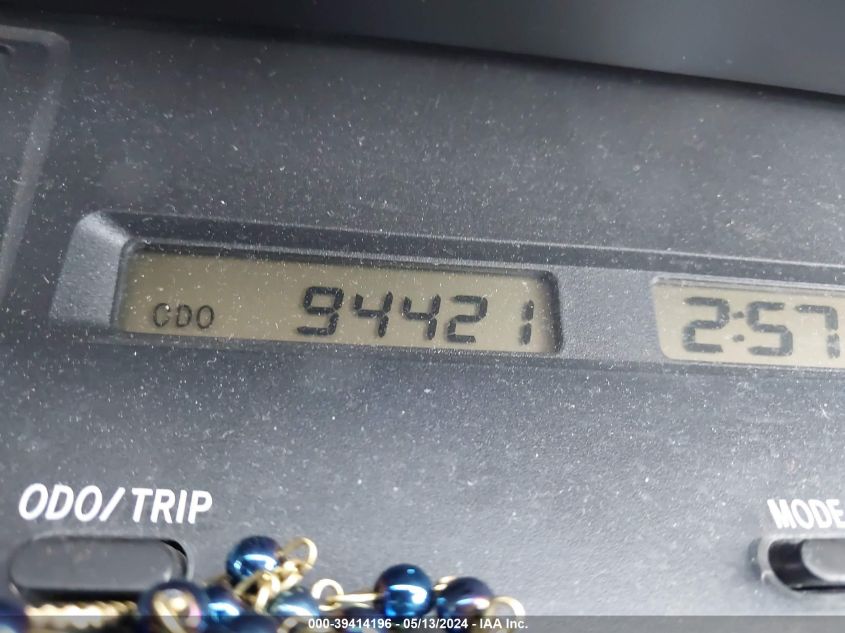 ODO 94421 2:57
ODO/TRIP MODE
000-39414196 - 05/13/2024 - IAA Inc.